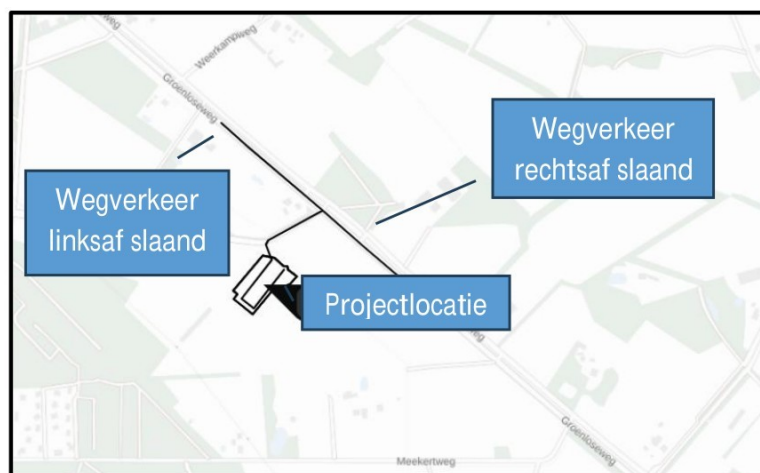 Weerkampweg
Groenloseweg
Wegverkeer
rechtsaf slaand
Wegverkeer
linksaf slaand
Projectlocatie
Groenloseweg
Meekertweg